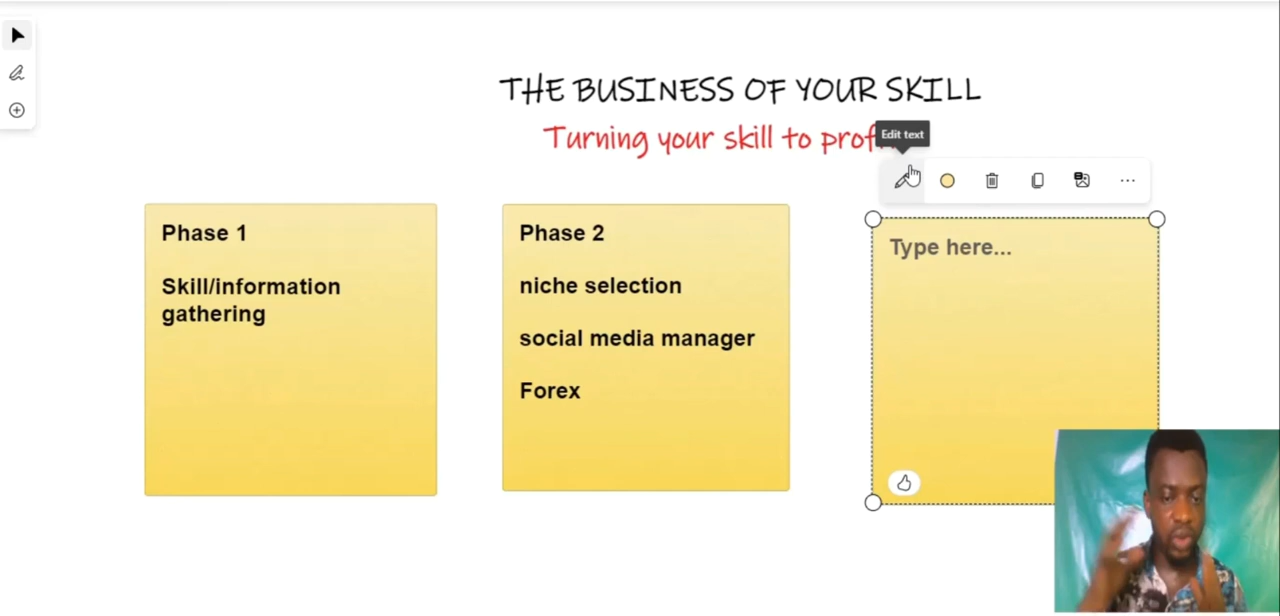 THE BUSINESS OF YOUR SKILL
Turning your skill to prof
Edit text
Phase 1
Skill/information
gathering
Phase 2
niche selection
social media manager
Forex
Type here...